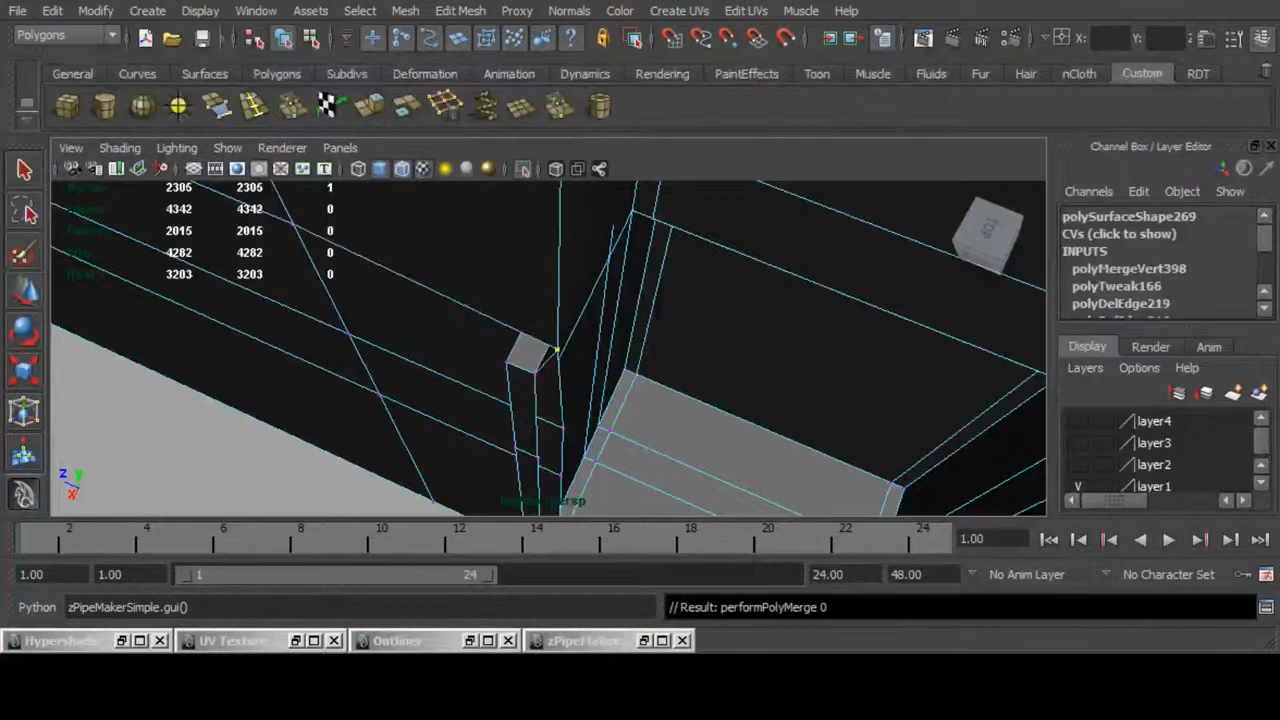 File Edit Modify Create Display Window Assets Select Mesh Edit Mesh Proxy Normals Color Create UVs Edit UVs Muscle Help
Polygons X: Y:
General Curves Surfaces Polygons Subdivs Deformation Animation Dynamics Rendering PaintEffects Toon Muscle Fluids Fur Hair nCloth Custom RDT
View Shading Lighting Show Renderer Panels
Channel Box / Layer Editor
Channels Edit Object Show
2305 2305 1
4342 4342 0
2015 2015 0
4282 4282 0
3203 3203 0
TOP
polySurfaceShape269
CVs (click to show)
INPUTS
polyMergeVert398
polyTweak166
polyDelEdge219
Display Render Anim
Layers Options Help
layer4
layer3
layer2
V layer1
z y
x
persp
2 4 6 8 10 12 14 16 18 20 22 24
1.00
1.00 1.00 1 24 24.00 48.00 No Anim Layer No Character Set
Python zPipeMakerSimple.gui() // Result: performPolyMerge 0
UV Texture Outliner